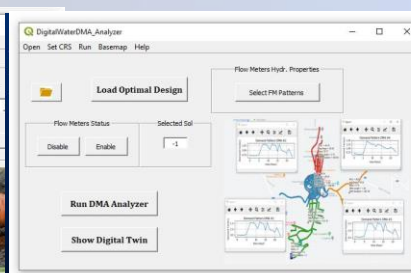 DigitalWaterDMA_Analyzer
Open Set CRS Run Basemap Help
Flow Meters Hydr. Properties
Load Optimal Design
Select FM Patterns
Flow Meters Status
Selected Sol
Disable
Enable
-1
Run DMA Analyzer
Show Digital Twin